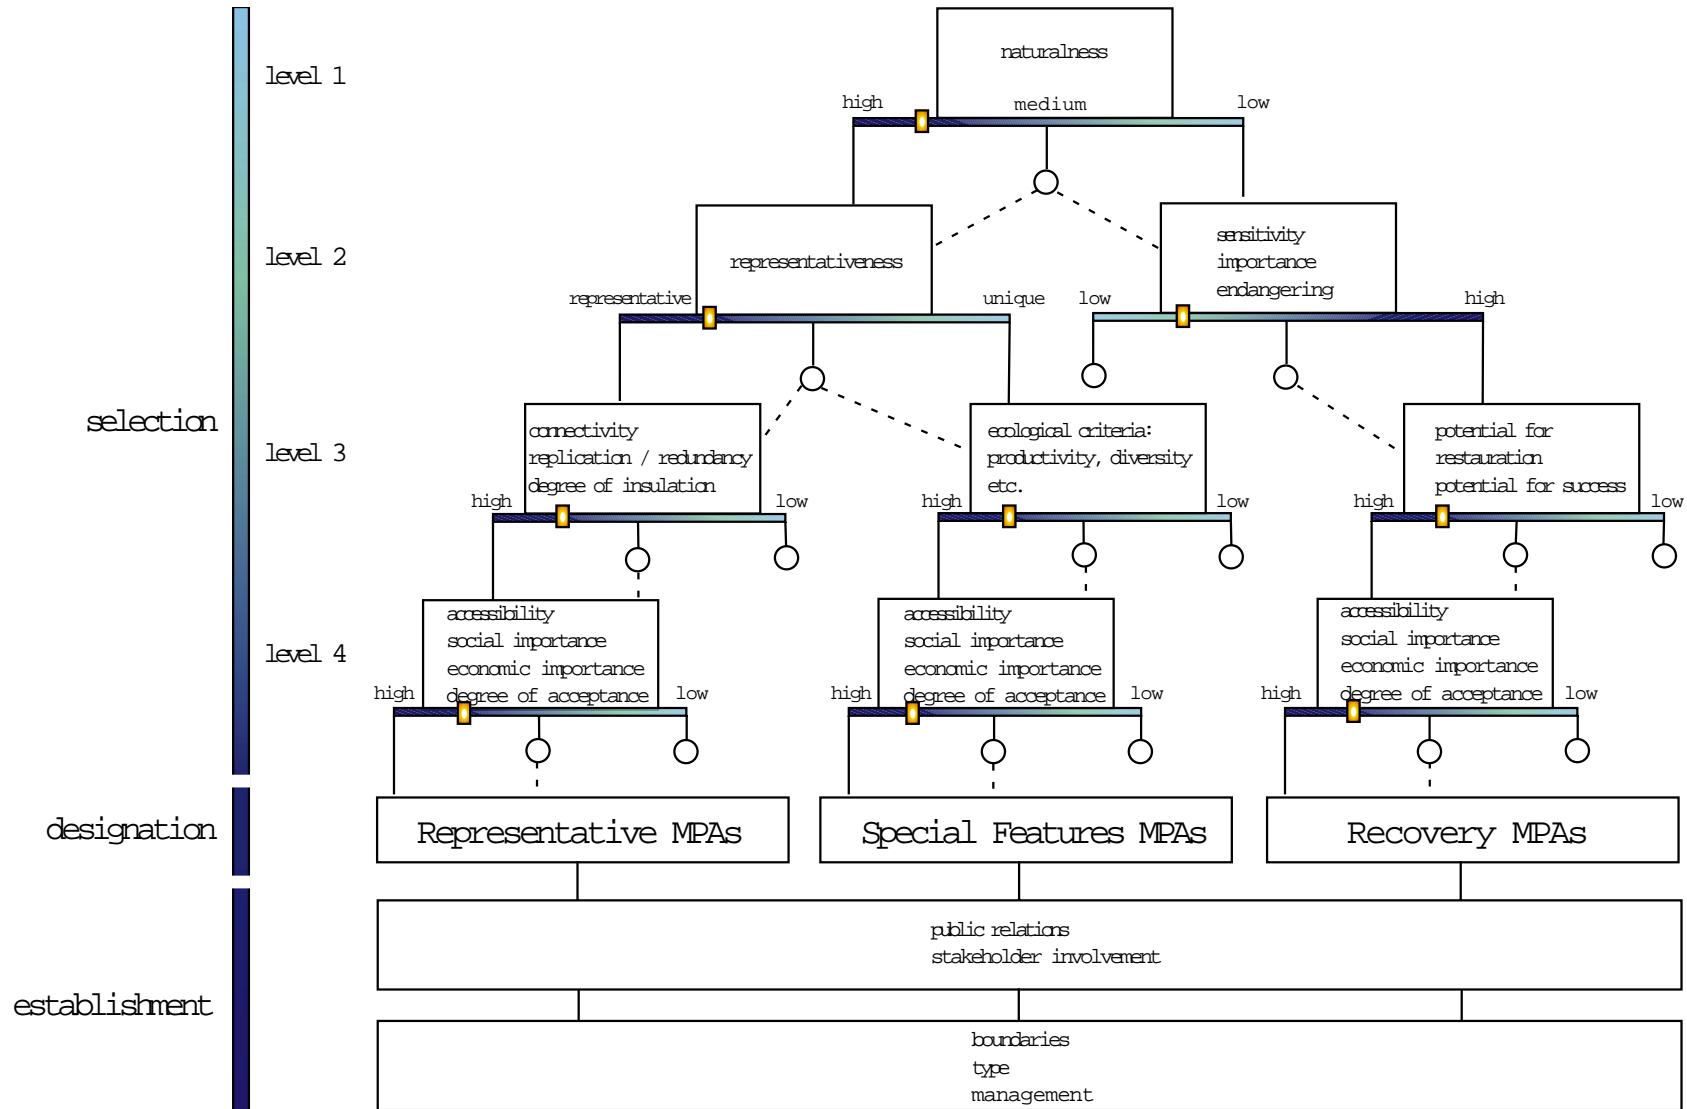 level 1
naturalness
high
medium
low
level 2
representativeness
sensitivity
importance
endangering
representative
unique
low
high
selection
level 3
connectivity
replication / redundancy
degree of insulation
high
low
ecological criteria:
productivity, diversity
etc.
high
low
potential for
restauration
potential for success
high
low
level 4
accessibility
social importance
economic importance
degree of acceptance
high
low
accessibility
social importance
economic importance
degree of acceptance
high
low
accessibility
social importance
economic importance
degree of acceptance
high
low
designation
Representative MPAs
Special Features MPAs
Recovery MPAs
establishment
public relations
stakeholder involvement
boundaries
type
management